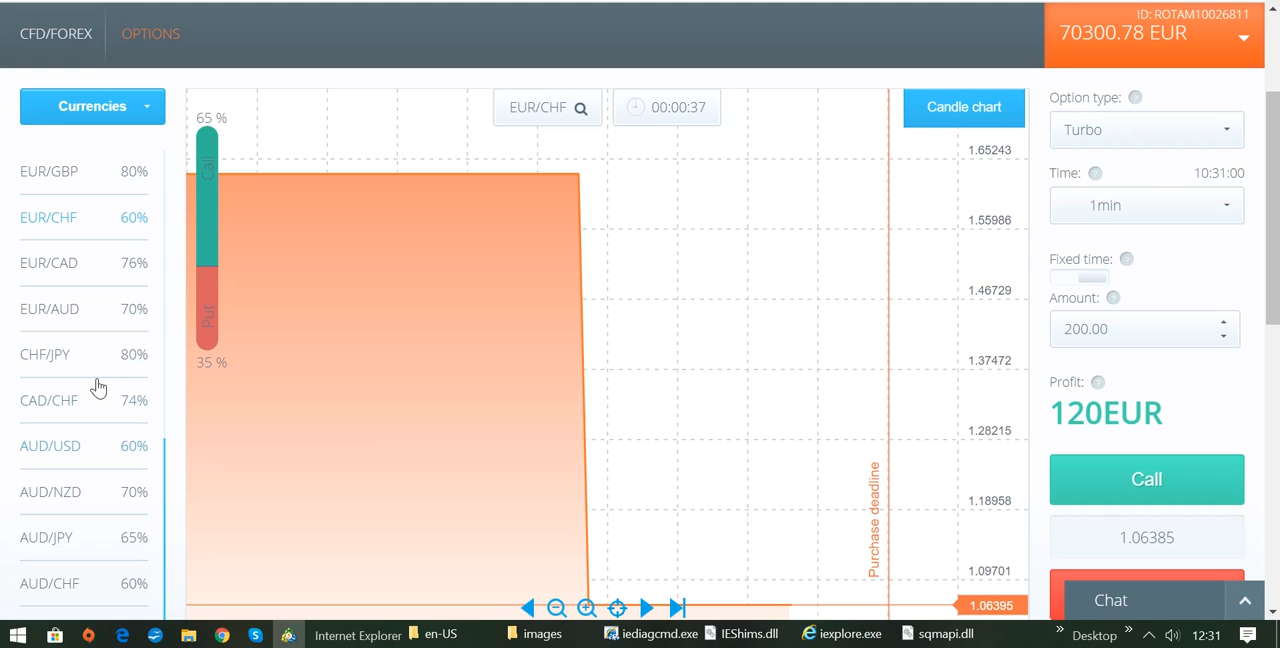 CFD/FOREX
OPTIONS
ID: ROTAM10026811
70300.78 EUR
Currencies
EUR/GBP 80%
EUR/CHF 60%
EUR/CAD 76%
EUR/AUD 70%
CHF/JPY 80%
CAD/CHF 74%
AUD/USD 60%
AUD/NZD 70%
AUD/JPY 65%
AUD/CHF 60%
65 %
Call
Put
35 %
EUR/CHF
00:00:37
Candle chart
1.65243
1.55986
1.46729
1.37472
1.28215
1.18958
1.09701
1.06395
Purchase deadline
Option type: ?
Turbo
Time: ? 10:31:00
1min
Fixed time: ?
Amount: ?
200.00
Profit: ?
120EUR
Call
1.06385
Chat
Internet Explorer
en-US
images
iediagcmd.exe
IEShims.dll
iexplore.exe
sqmapi.dll
Desktop
12:31